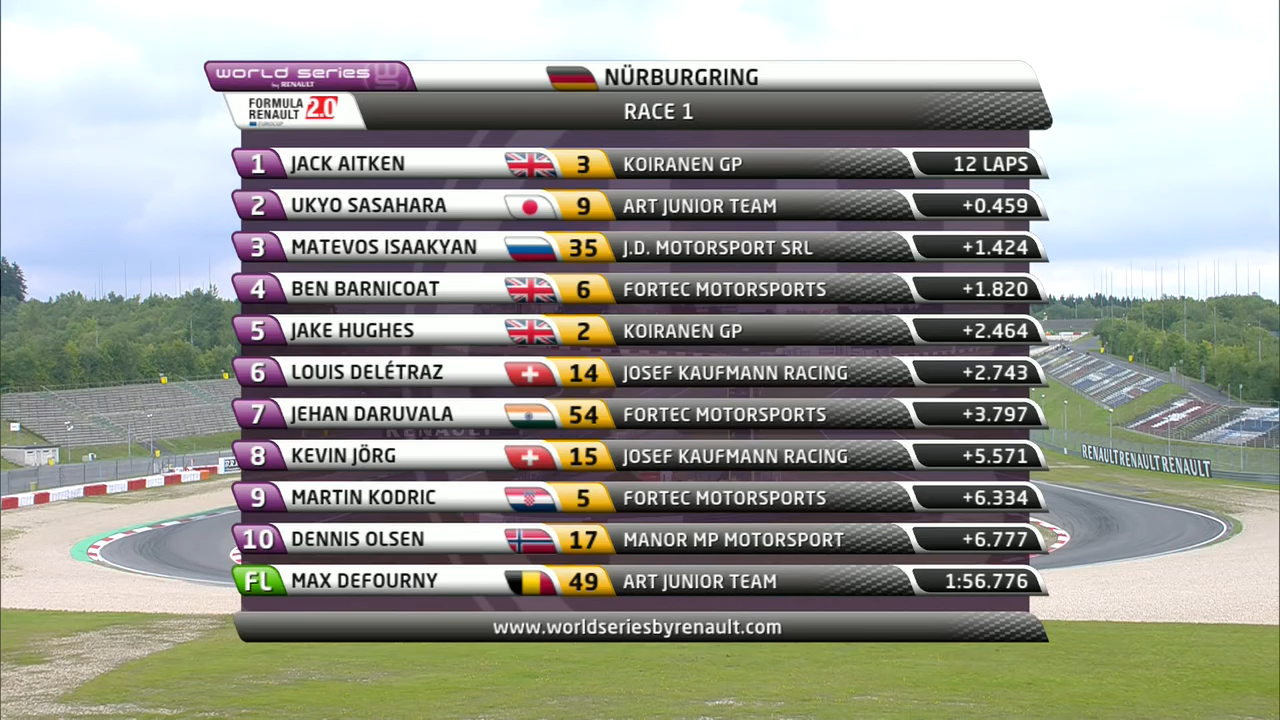 world series
by RENAULT
NÜRBURGRING
FORMULA RENAULT 2.0
EUROCUP
RACE 1
1 JACK AITKEN 3 KOIRANEN GP 12 LAPS
2 UKYO SASAHARA 9 ART JUNIOR TEAM +0.459
3 MATEVOS ISAAKYAN 35 J.D. MOTORSPORT SRL +1.424
4 BEN BARNICOAT 6 FORTEC MOTORSPORTS +1.820
5 JAKE HUGHES 2 KOIRANEN GP +2.464
6 LOUIS DELÉTRAZ 14 JOSEF KAUFMANN RACING +2.743
7 JEHAN DARUVALA 54 FORTEC MOTORSPORTS +3.797
8 KEVIN JÖRG 15 JOSEF KAUFMANN RACING +5.571
9 MARTIN KODRIC 5 FORTEC MOTORSPORTS +6.334
10 DENNIS OLSEN 17 MANOR MP MOTORSPORT +6.777
FL MAX DEFOURNY 49 ART JUNIOR TEAM 1:56.776
www.worldseriesbyrenault.com
RENAULT
RENAULT RENAULT RENAULT